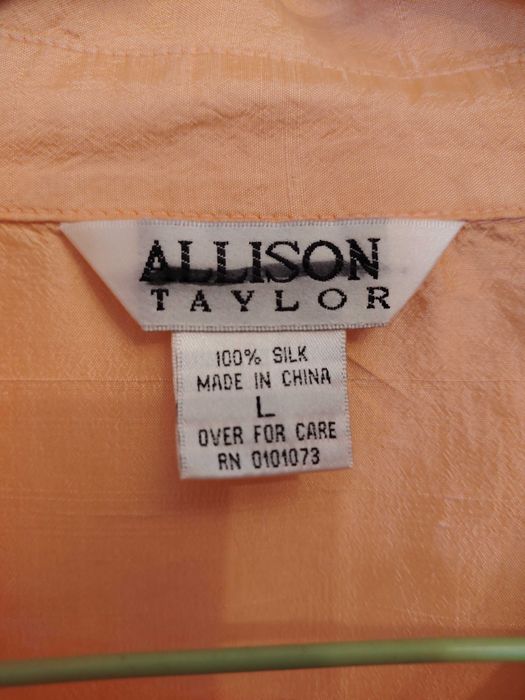 ALLISON
TAYLOR
100% SILK
MADE IN CHINA
L
OVER FOR CARE
RN 0101073